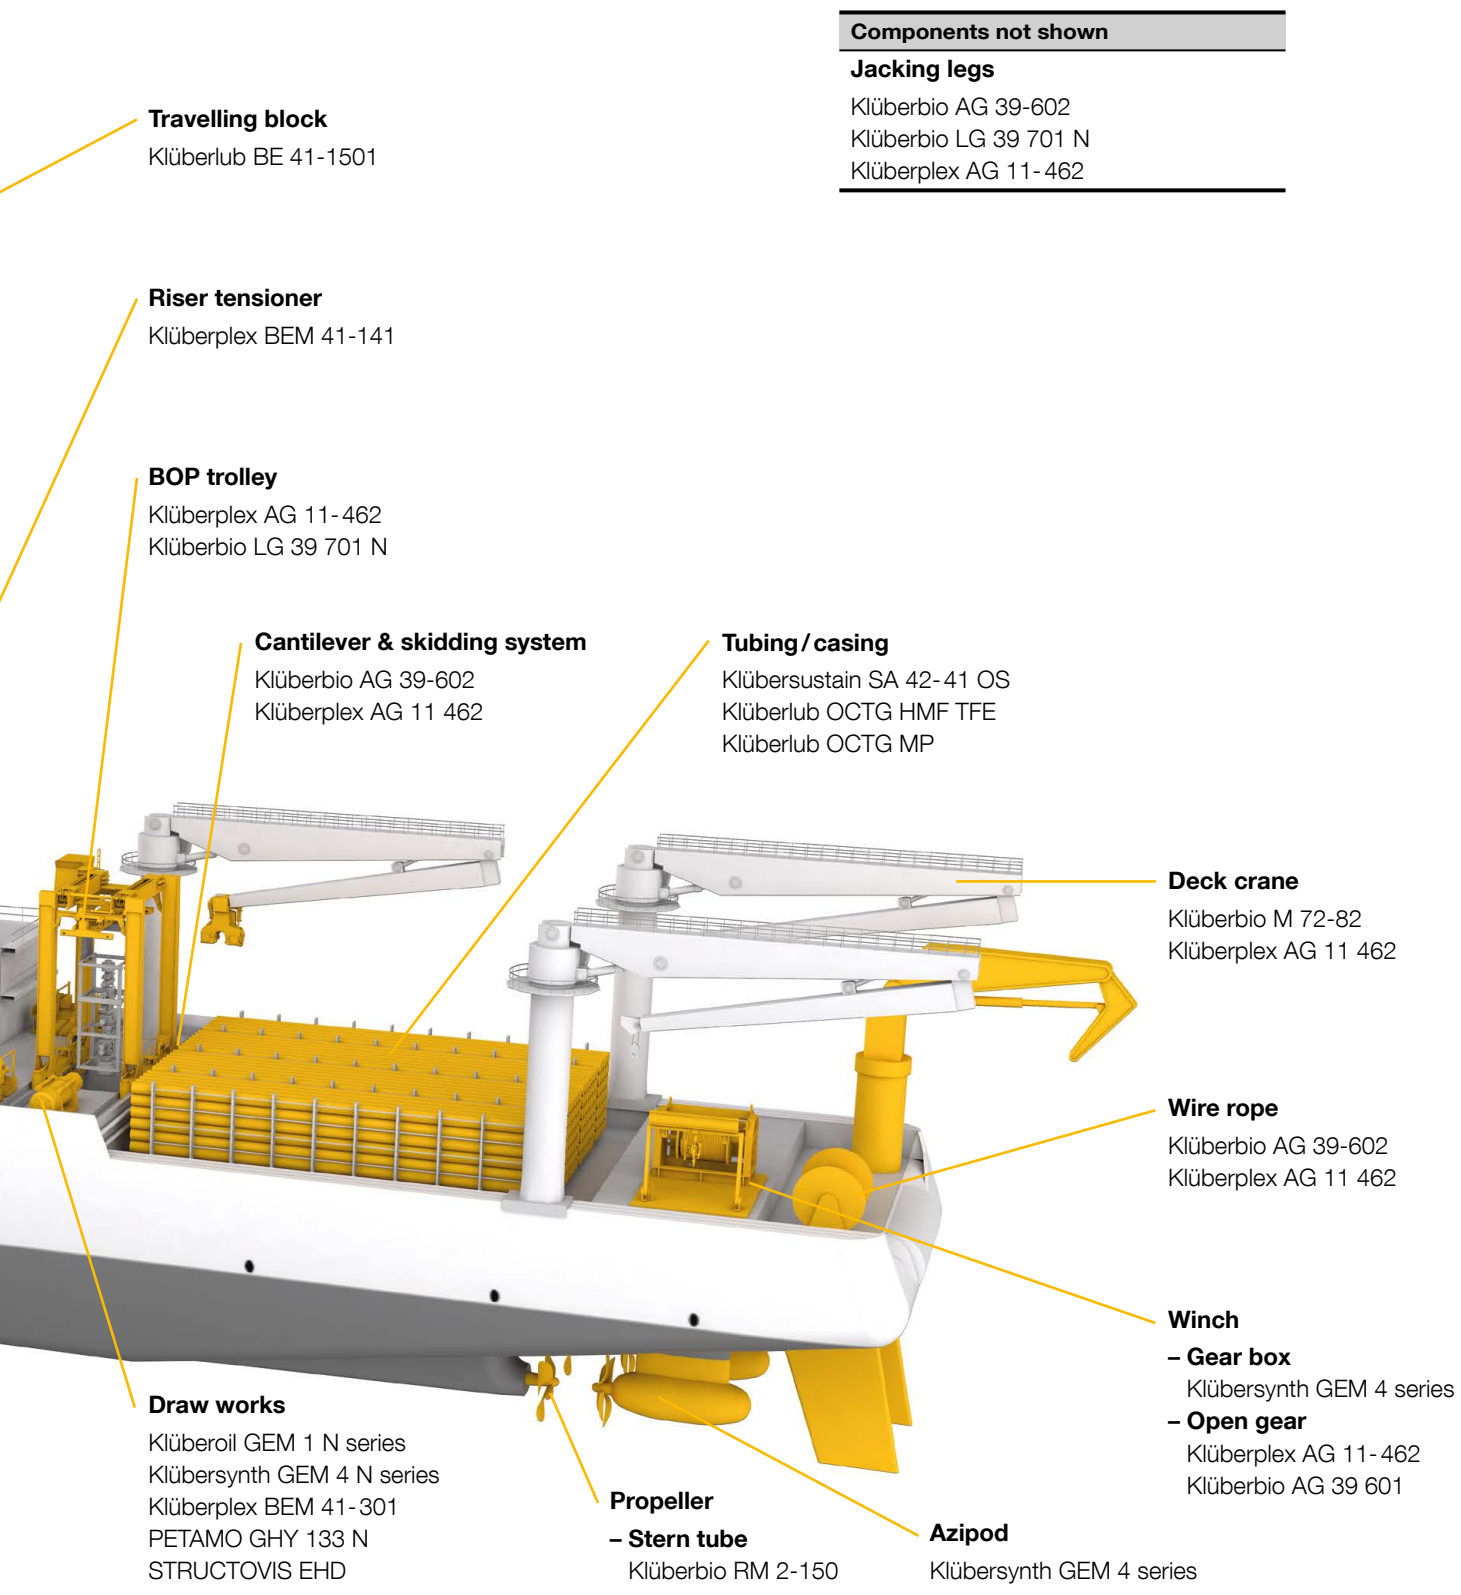 Components not shown
Jacking legs
Klüberbio AG 39-602
Klüberbio LG 39 701 N
Klüberplex AG 11-462
Travelling block
Klüberlub BE 41-1501
Riser tensioner
Klüberplex BEM 41-141
BOP trolley
Klüberplex AG 11-462
Klüberbio LG 39 701 N
Cantilever & skidding system
Klüberbio AG 39-602
Klüberplex AG 11 462
Tubing/casing
Klübersustain SA 42-41 OS
Klüberlub OCTG HMF TFE
Klüberlub OCTG MP
Deck crane
Klüberbio M 72-82
Klüberplex AG 11 462
Wire rope
Klüberbio AG 39-602
Klüberplex AG 11 462
Winch
– Gear box
Klübersynth GEM 4 series
– Open gear
Klüberplex AG 11-462
Klüberbio AG 39 601
Draw works
Klüberoil GEM 1 N series
Klübersynth GEM 4 N series
Klüberplex BEM 41-301
PETAMO GHY 133 N
STRUCTOVIS EHD
Propeller
– Stern tube
Klüberbio RM 2-150
Azipod
Klübersynth GEM 4 series